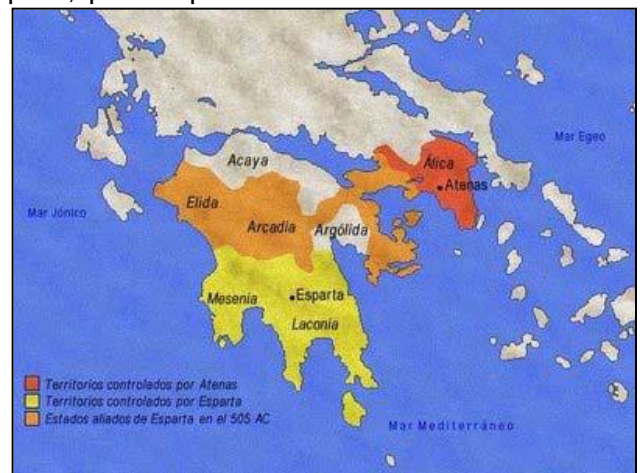 Mar Egeo
Acaya
Ática
Atenas
Elida
Mar Jónico
Arcadia
Argólida
Mesenia
Esparta
Laconia
Territorios controlados por Atenas
Territorios controlados por Esparta
Estados aliados de Esparta en el 505 AC
Mar Mediterráneo